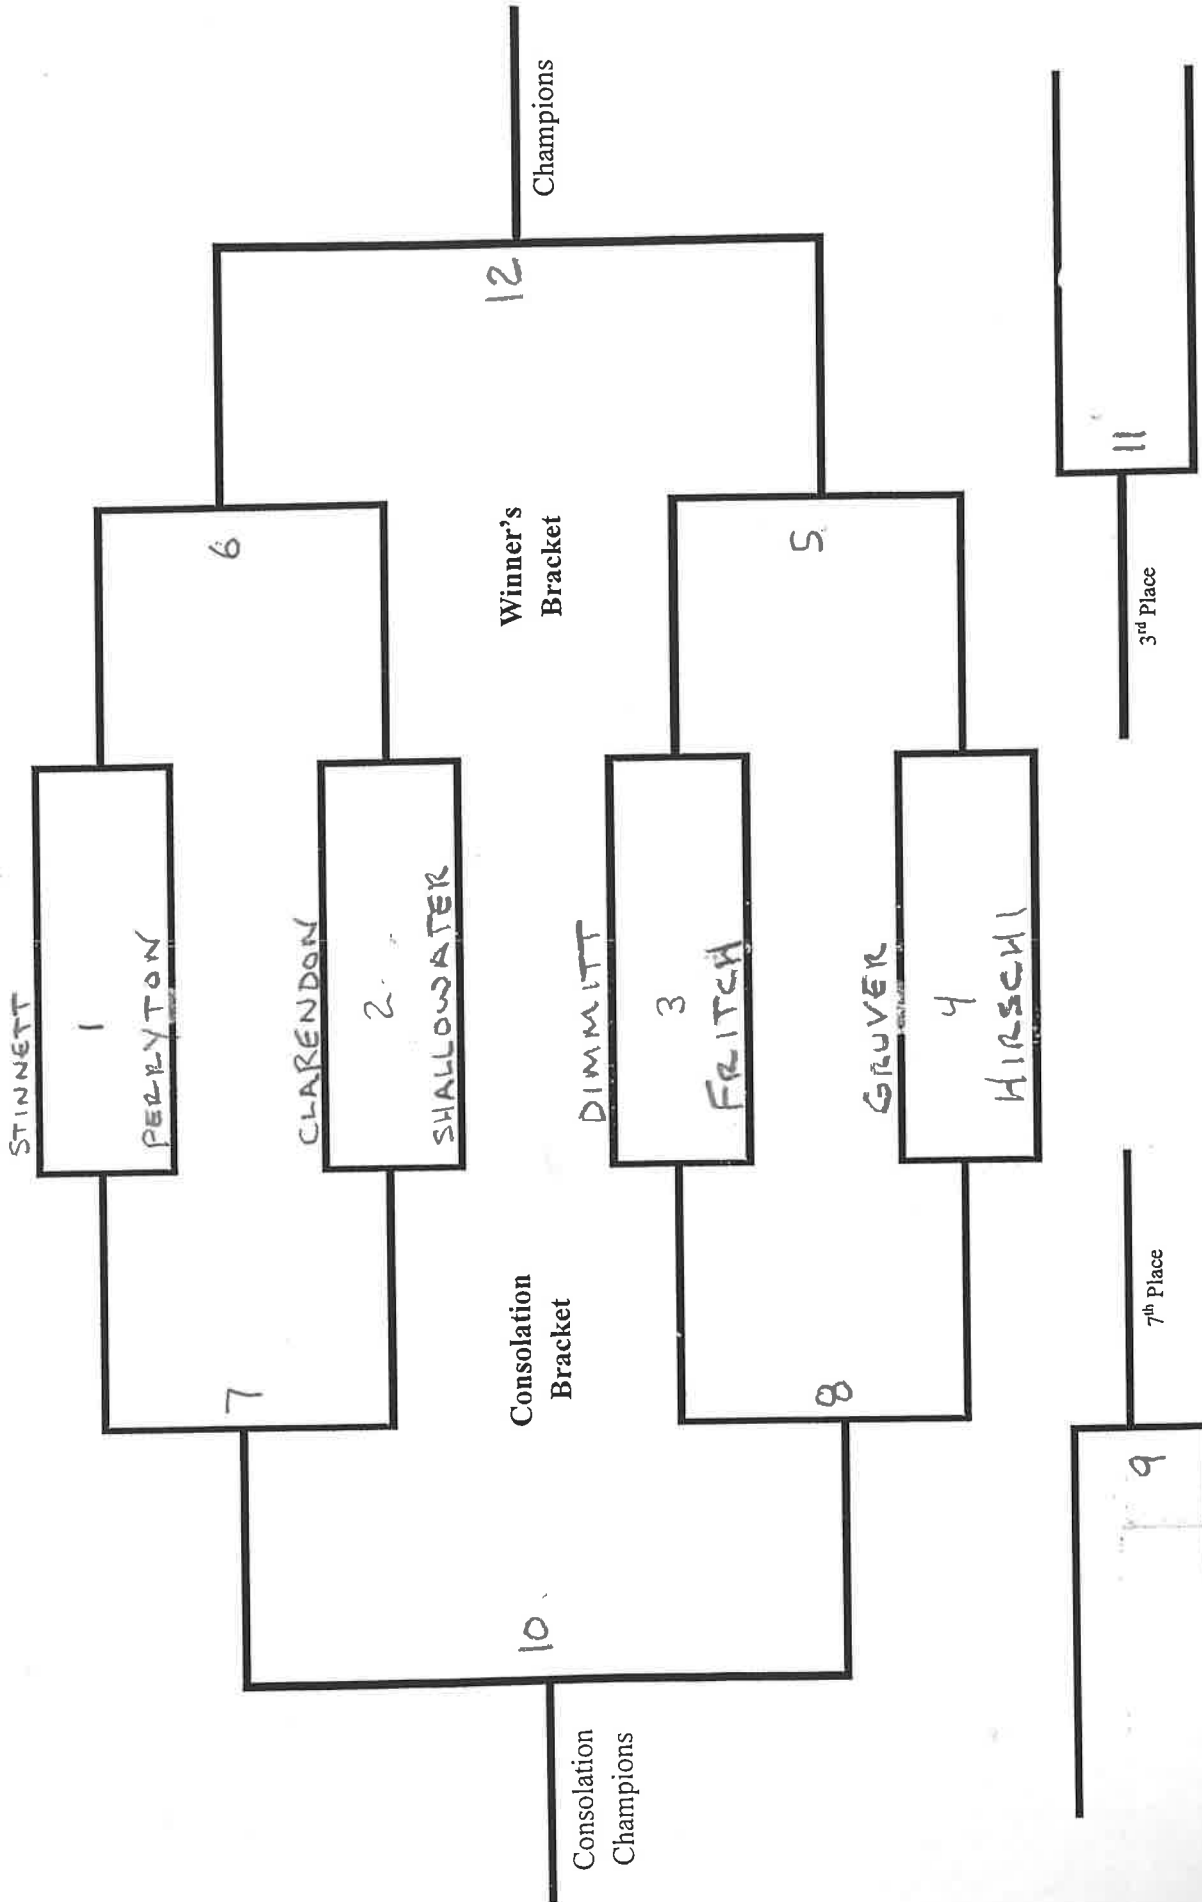 STINNETT
1
PERRYTON
7
6
CLARENDON
2
SHALLOWATER
10
Consolation
Bracket
Winner's
Bracket
12
Consolation
Champions
Champions
DIMMITT
3
FRITCH
8
5
GRUVER
4
HIRSCHI
9
7th Place
3rd Place
11